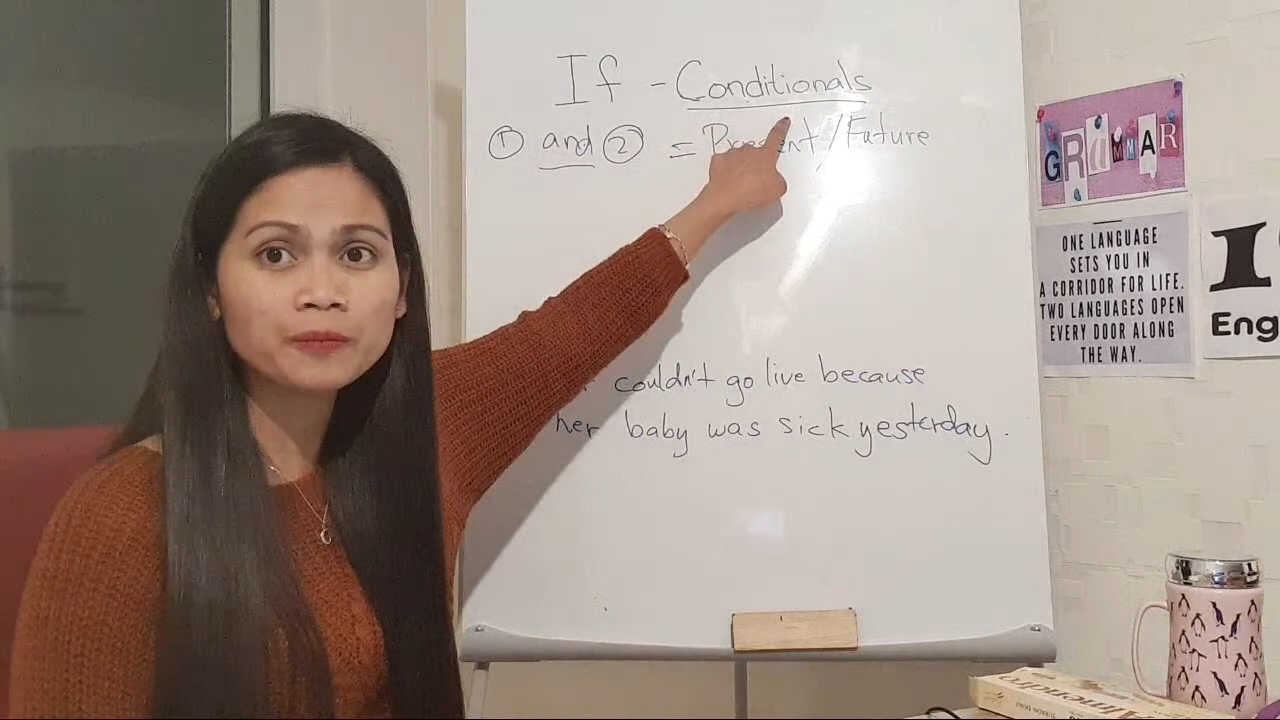 If - Conditionals
① and ② = Present/Future
couldn't go live because
her baby was sick yesterday.
GRAMMAR
ONE LANGUAGE
SETS YOU IN
A CORRIDOR FOR LIFE.
TWO LANGUAGES OPEN
EVERY DOOR ALONG
THE WAY.
Eng